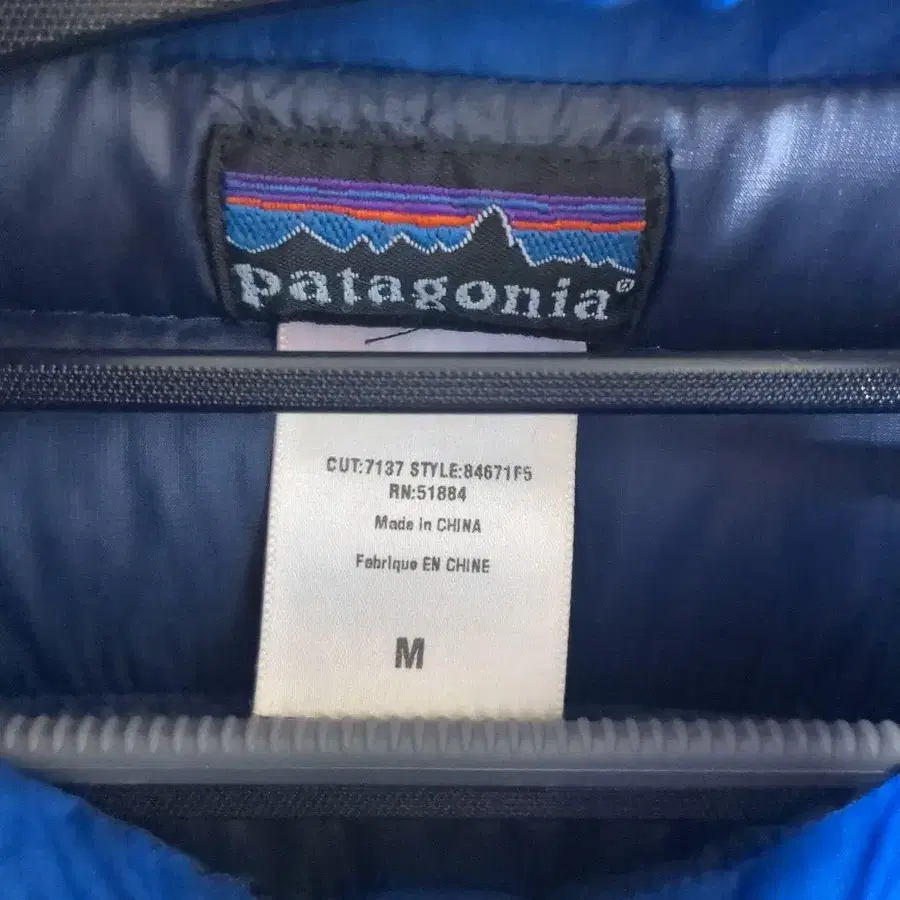 patagonia®
CUT:7137 STYLE:84671F5
RN:51884
Made in CHINA
Fabrique EN CHINE
M